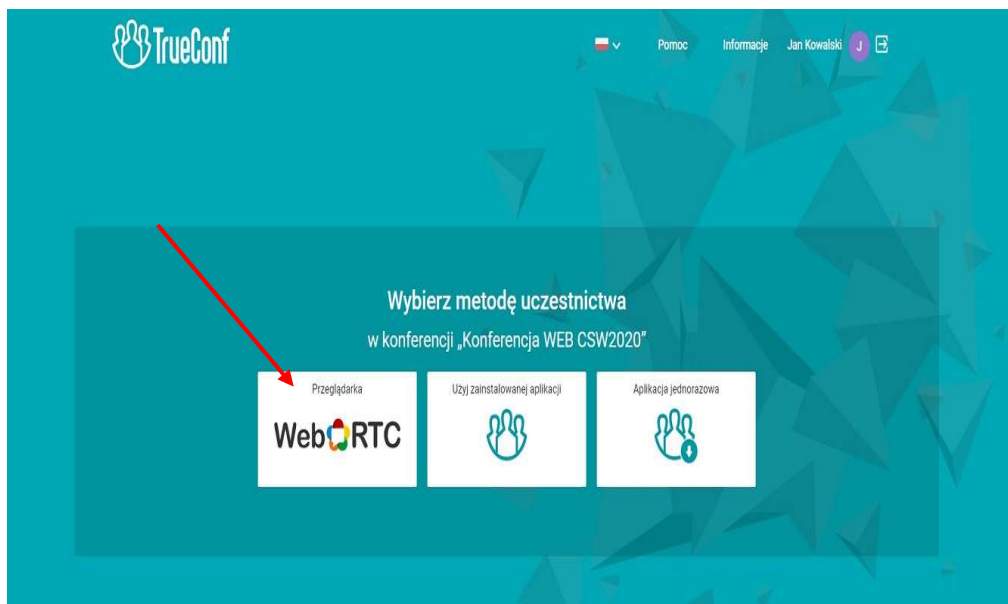 TrueConf
Pomoc Informacje Jan Kowalski J
Wybierz metodę uczestnictwa
w konferencji „Konferencja WEB CSW2020”
Przeglądarka
WebRTC
Użyj zainstalowanej aplikacji
Aplikacja jednorazowa